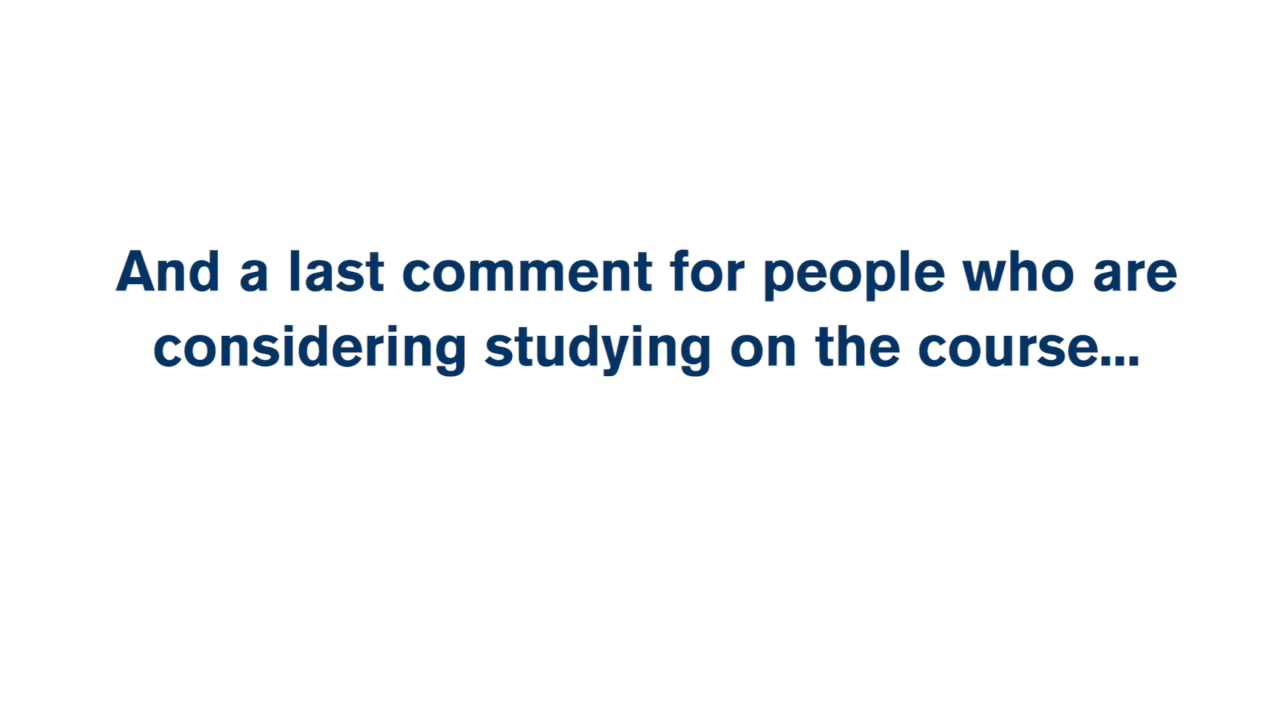 And a last comment for people who are
considering studying on the course...